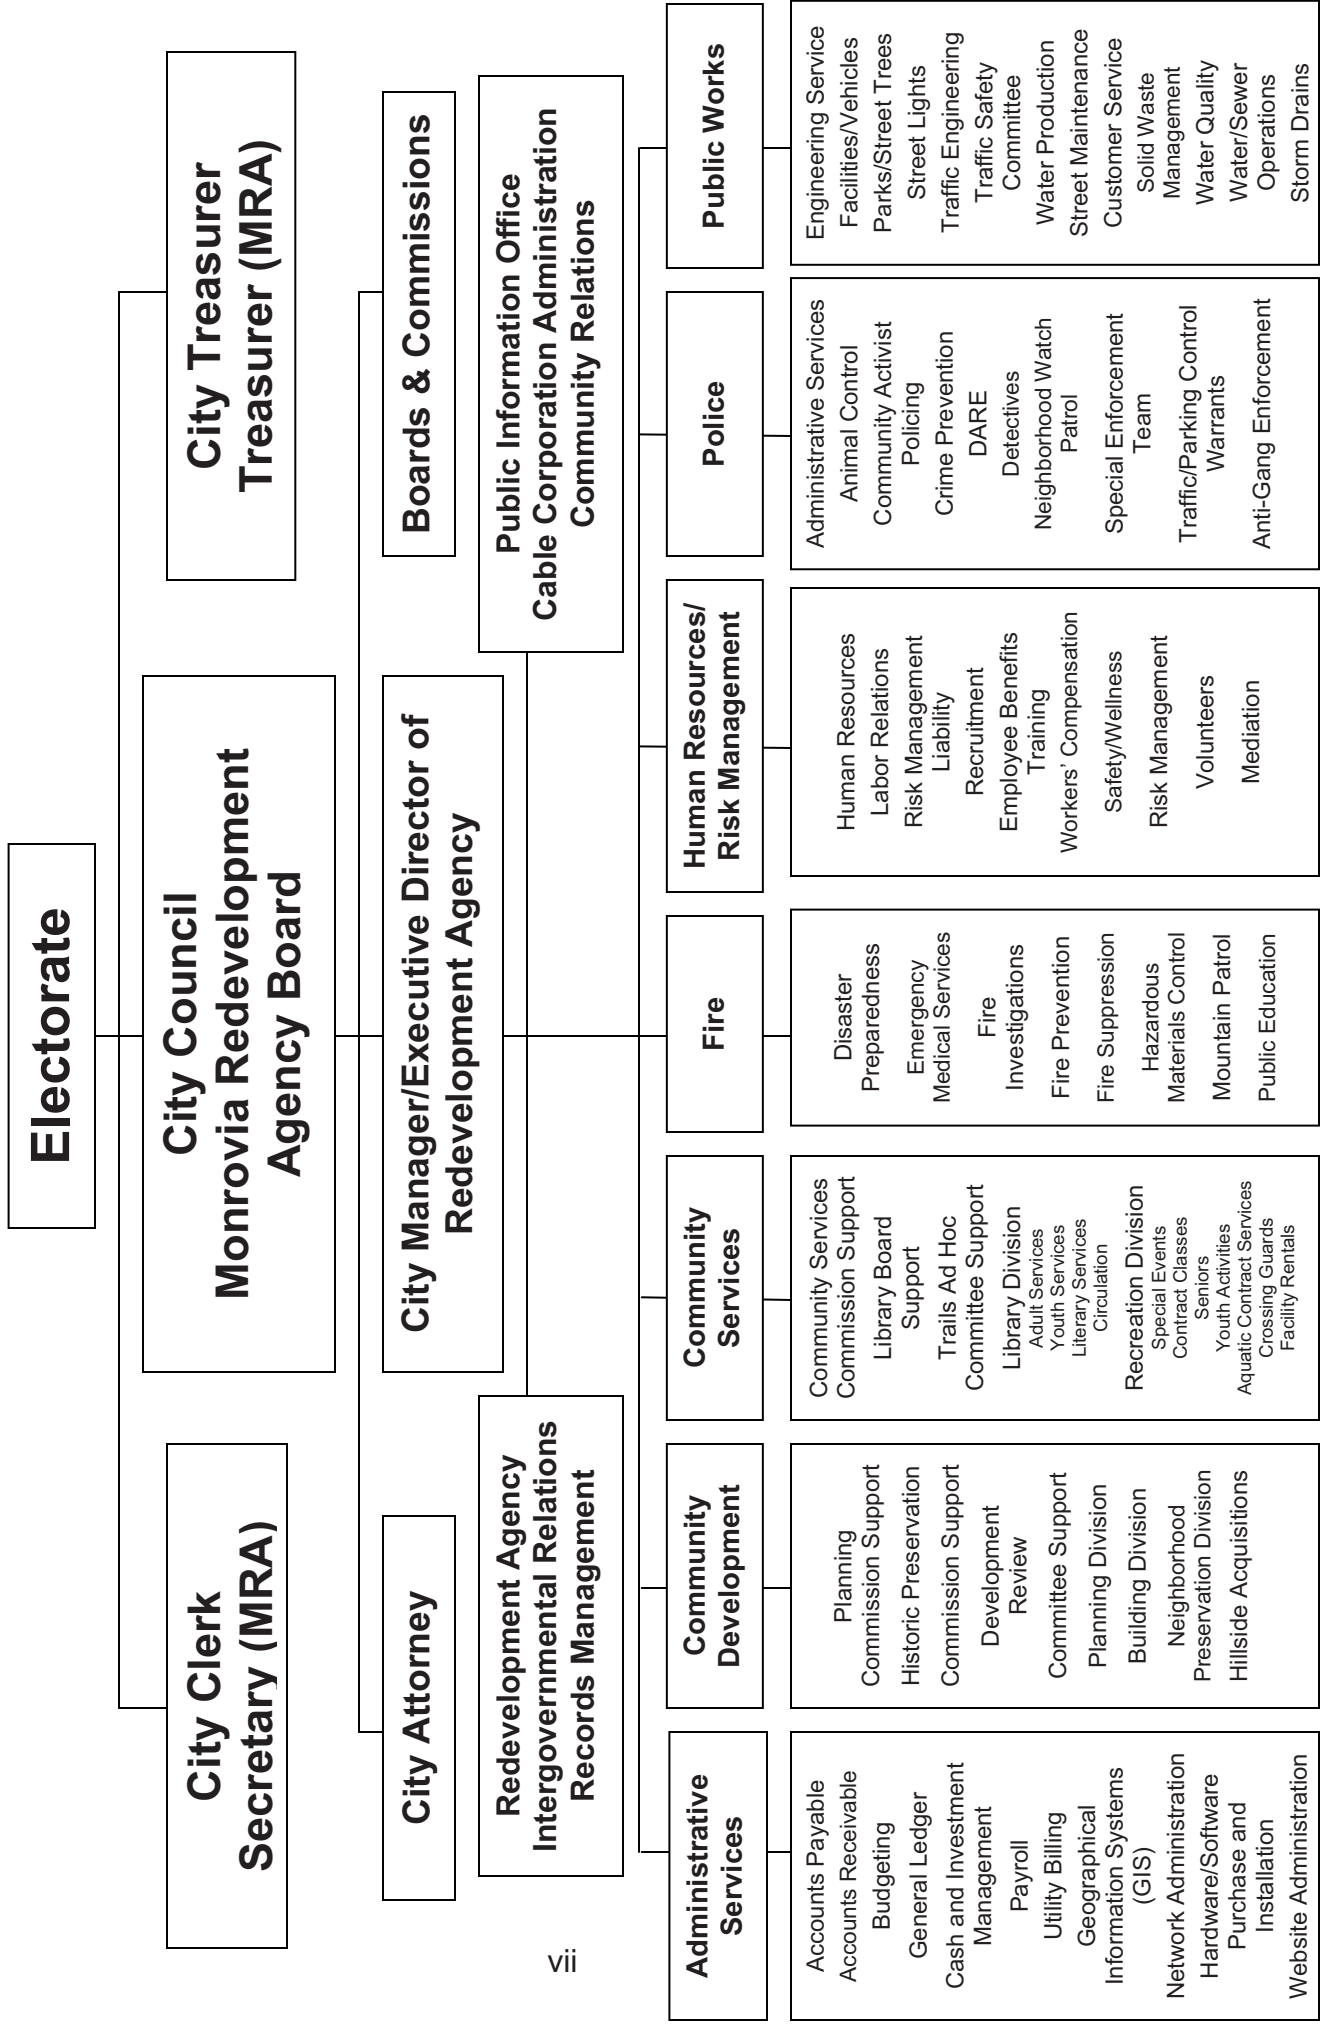 Electorate
City Clerk
Secretary (MRA)
City Council
Monrovia Redevelopment
Agency Board
City Treasurer
Treasurer (MRA)
City Attorney
City Manager/Executive Director of
Redevelopment Agency
Boards & Commissions
Redevelopment Agency
Intergovernmental Relations
Records Management
Public Information Office
Cable Corporation Administration
Community Relations
Administrative
Services
Accounts Payable
Accounts Receivable
Budgeting
General Ledger
Cash and Investment
Management
Payroll
Utility Billing
Geographical
Information Systems
(GIS)
Network Administration
Hardware/Software
Purchase and
Installation
Website Administration
Community
Development
Planning
Commission Support
Historic Preservation
Commission Support
Development
Review
Committee Support
Planning Division
Building Division
Neighborhood
Preservation Division
Hillside Acquisitions
Community
Services
Community Services
Commission Support
Library Board
Support
Trails Ad Hoc
Committee Support
Library Division
Adult Services
Youth Services
Literary Services
Circulation
Recreation Division
Special Events
Contract Classes
Seniors
Youth Activities
Aquatic Contract Services
Crossing Guards
Facility Rentals
Fire
Disaster
Preparedness
Emergency
Medical Services
Fire
Investigations
Fire Prevention
Fire Suppression
Hazardous
Materials Control
Mountain Patrol
Public Education
Human Resources/
Risk Management
Human Resources
Labor Relations
Risk Management
Liability
Recruitment
Employee Benefits
Training
Workers' Compensation
Safety/Wellness
Risk Management
Volunteers
Mediation
Police
Administrative Services
Animal Control
Community Activist
Policing
Crime Prevention
DARE
Detectives
Neighborhood Watch
Patrol
Special Enforcement
Team
Traffic/Parking Control
Warrants
Anti-Gang Enforcement
Public Works
Engineering Service
Facilities/Vehicles
Parks/Street Trees
Street Lights
Traffic Engineering
Traffic Safety
Committee
Water Production
Street Maintenance
Customer Service
Solid Waste
Management
Water Quality
Water/Sewer
Operations
Storm Drains
vii